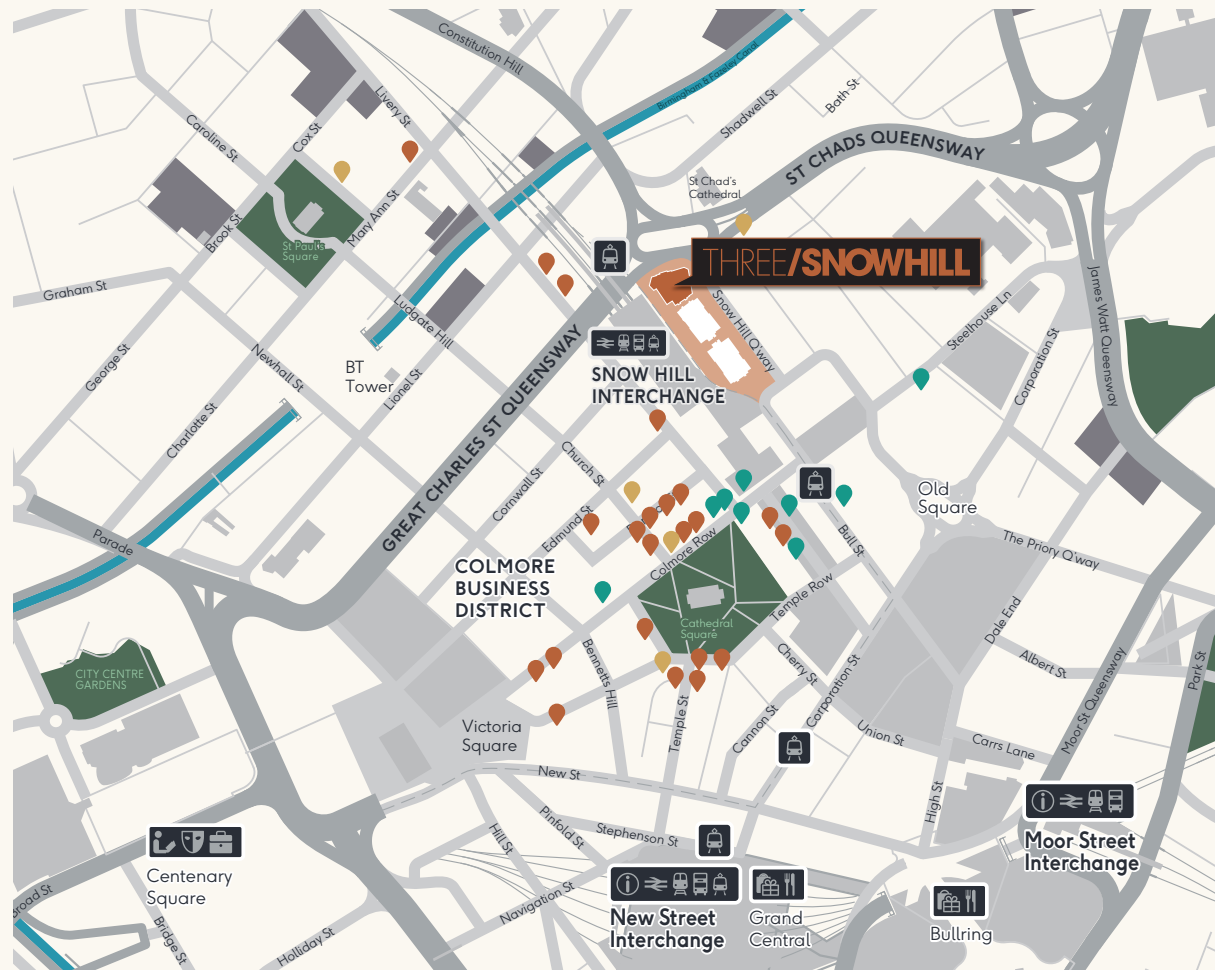 Constitution Hill
Birmingham & Fazeley Canal
Livery St
Shadwell St
Bath St
Caroline St
Cox St
ST CHADS QUEENSWAY
St Chad's
Cathedral
Mary Ann St
Brook St
St Pauls
Square
THREE/SNOWHILL
Graham St
Ludgate Hill
Snow Hill Q'way
James Watt Queensway
Steelhouse Ln
George St
Newhall St
BT
Tower
Lionel St
GREAT CHARLES ST QUEENSWAY
SNOW HILL
INTERCHANGE
Corporation St
Charlotte St
Church St
Cornwall St
Edmund St
Old
Square
Parade
Bull St
Colmore Row
The Priory Q'way
COLMORE
BUSINESS
DISTRICT
Temple Row
Cathedral
Square
Dale End
Albert St
Park St
CITY CENTRE
GARDENS
Bennetts Hill
Cherry St
Corporation St
Moor St Queensway
Victoria
Square
Temple St
Cannon St
Union St
Carrs Lane
New St
High St
Pinfold St
Stephenson St
Hill St
Moor Street
Interchange
Centenary
Square
Broad St
Navigation St
New Street
Interchange
Grand
Central
Bullring
Bridge St
Holliday St